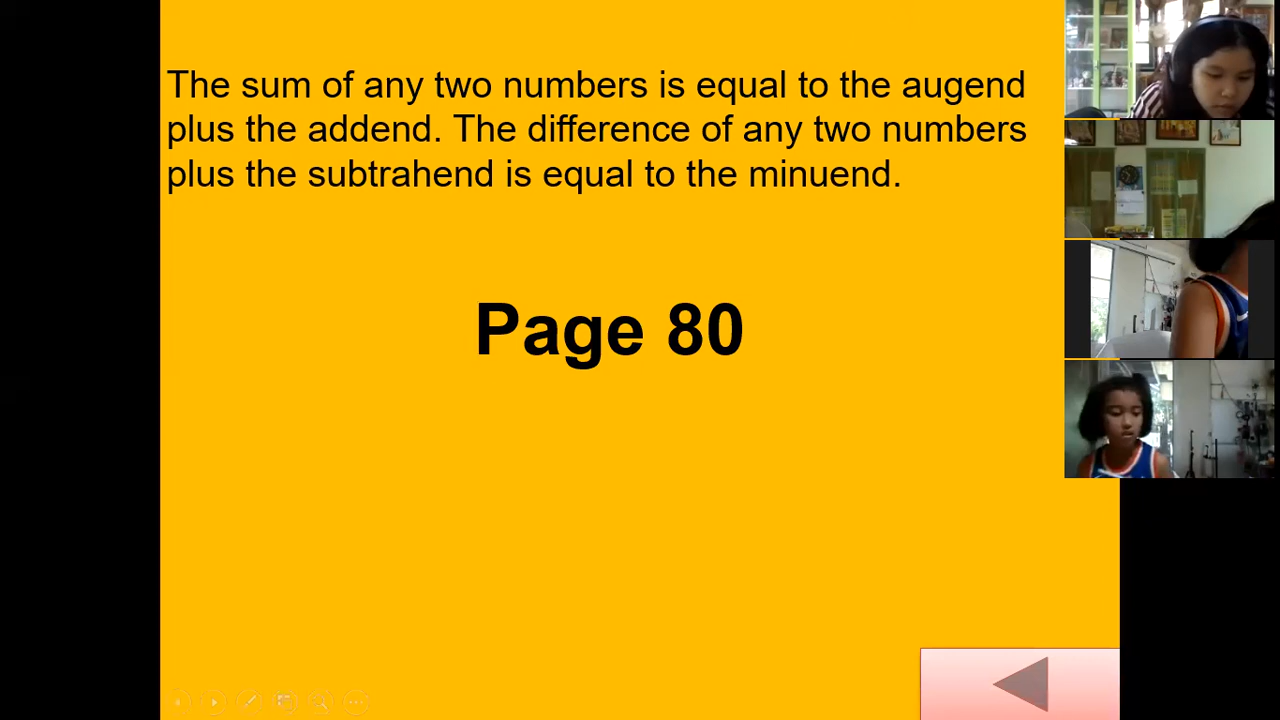 The sum of any two numbers is equal to the augend
plus the addend. The difference of any two numbers
plus the subtrahend is equal to the minuend.
Page 80